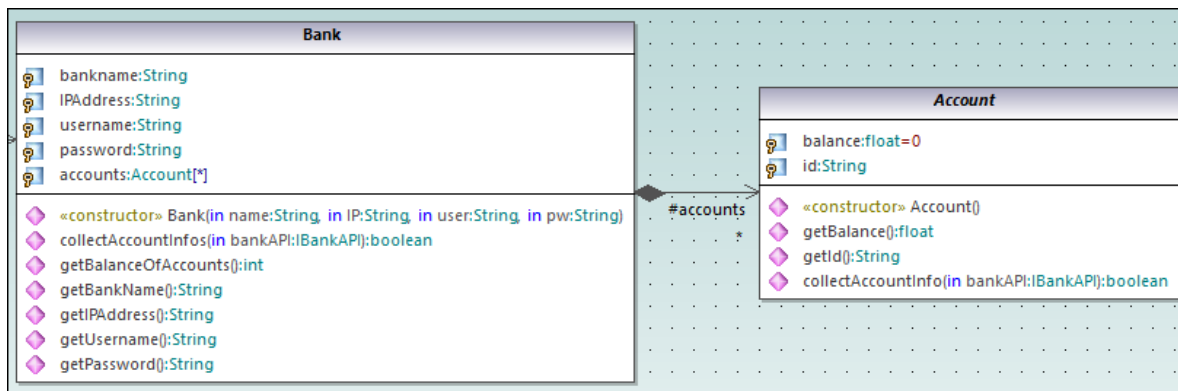 Bank
bankname:String
IPAddress:String
username:String
password:String
accounts:Account[*]
«constructor» Bank(in name:String, in IP:String, in user:String, in pw:String)
collectAccountInfos(in bankAPI:IBankAPI):boolean
getBalanceOfAccounts():int
getBankName():String
getIPAddress():String
getUsername():String
getPassword():String
#accounts
*
Account
balance:float=0
id:String
«constructor» Account()
getBalance():float
getId():String
collectAccountInfo(in bankAPI:IBankAPI):boolean